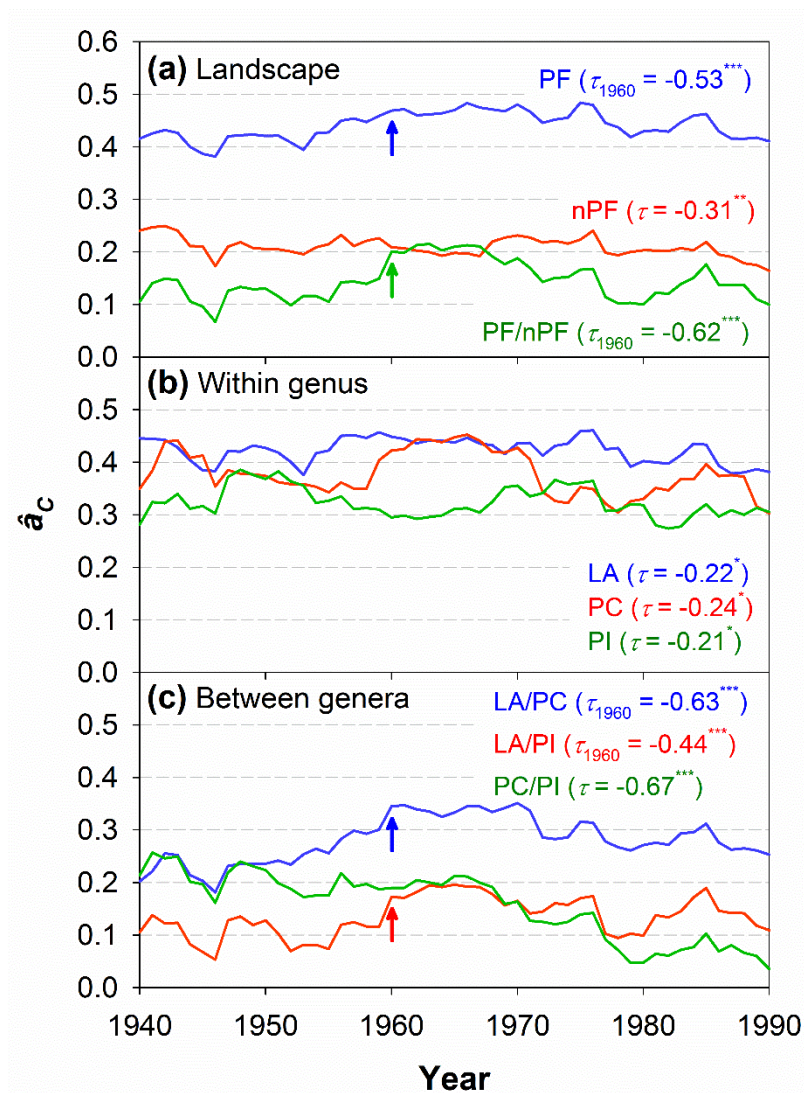 0.6
(a) Landscape
PF (τ1960 = -0.53***)
0.5
0.4
nPF (τ = -0.31**)
0.3
0.2
0.1
PF/nPF (τ1960 = -0.62***)
0.0
(b) Within genus
0.5
0.4
0.3
âC
0.2
LA (τ = -0.22*)
PC (τ = -0.24*)
0.1
PI (τ = -0.21*)
0.0
(c) Between genera
LA/PC (τ1960 = -0.63***)
0.5
LA/PI (τ1960 = -0.44***)
PC/PI (τ = -0.67***)
0.4
0.3
0.2
0.1
0.0
1940 1950 1960 1970 1980 1990
Year